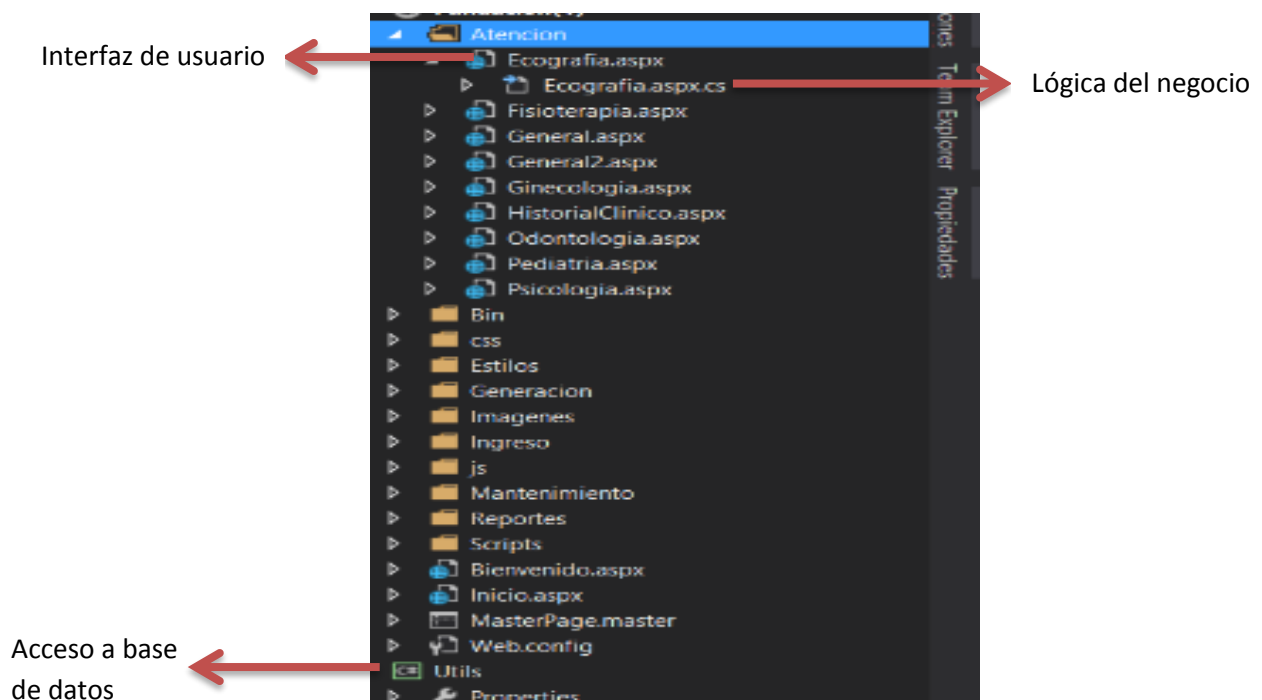 Atencion
Interfaz de usuario
Ecografia.aspx
Ecografia.aspx.cs
Lógica del negocio
Fisioterapia.aspx
General.aspx
General2.aspx
Ginecologia.aspx
HistorialClinico.aspx
Odontologia.aspx
Pediatria.aspx
Psicologia.aspx
Bin
css
Estilos
Generacion
Imagenes
Ingreso
js
Mantenimiento
Reportes
Scripts
Bienvenido.aspx
Inicio.aspx
MasterPage.master
Web.config
Acceso a base
de datos
C# Utils
Properties
ones
Team Explorer
Propiedades